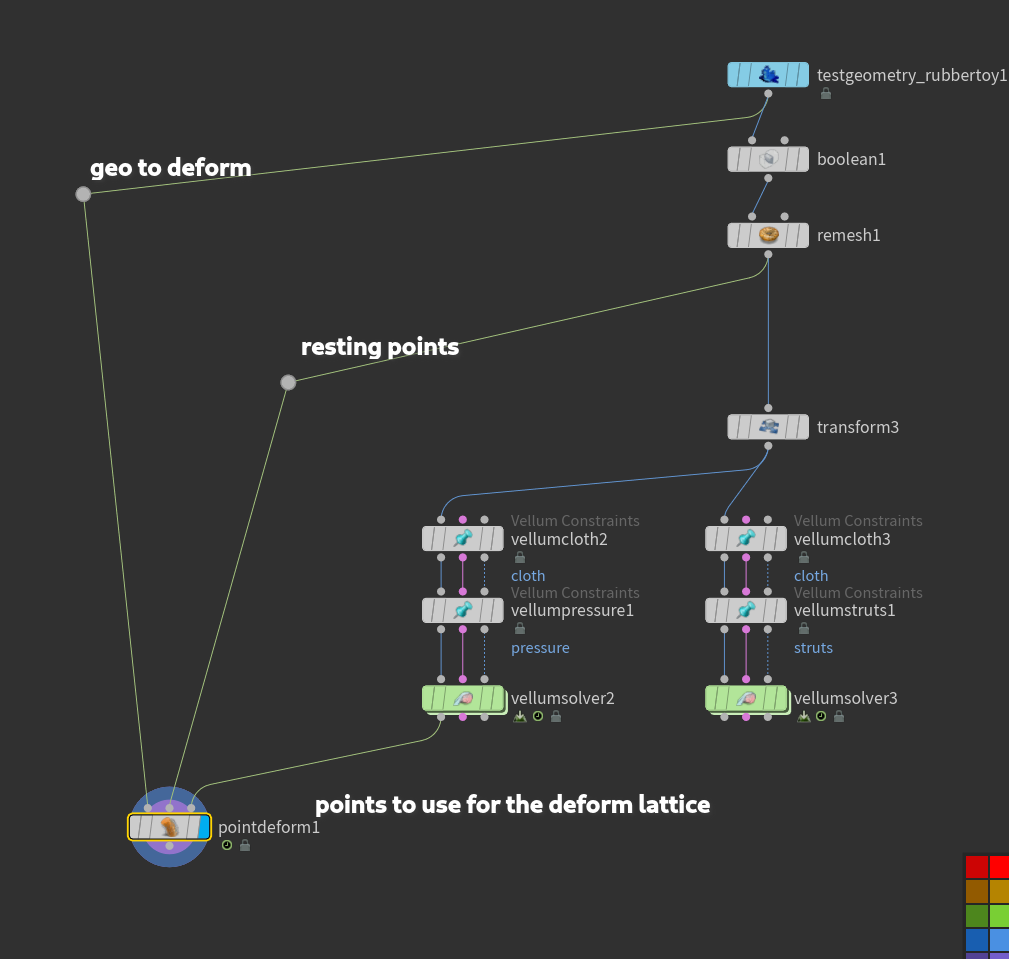 testgeometry_rubbertoy1
boolean1
geo to deform
remesh1
resting points
transform3
Vellum Constraints
vellumcloth2
cloth
Vellum Constraints
vellumcloth3
cloth
Vellum Constraints
vellumpressure1
pressure
Vellum Constraints
vellumstruts1
struts
vellumsolver2
vellumsolver3
points to use for the deform lattice
pointdeform1